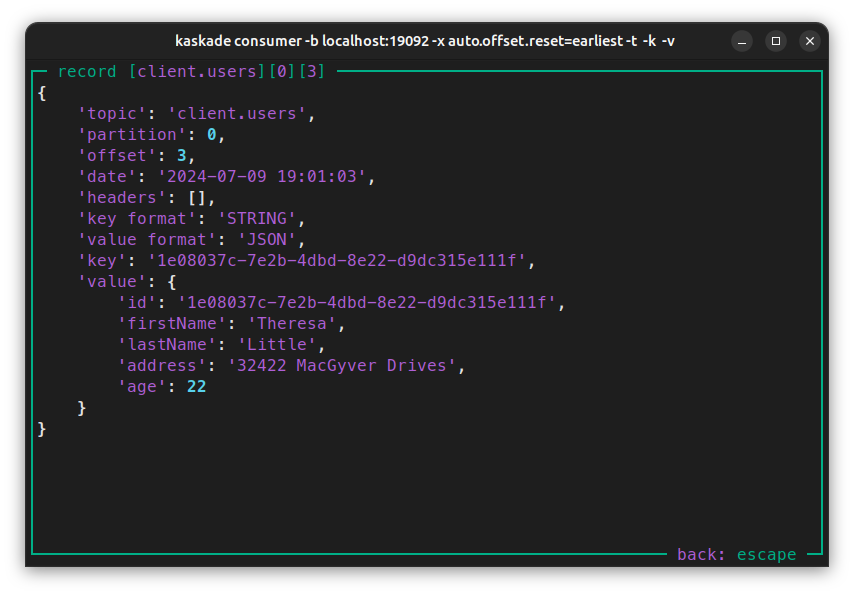 kaskade consumer -b localhost:19092 -x auto.offset.reset=earliest -t -k -v
record [client.users][0][3]
{
    'topic': 'client.users',
    'partition': 0,
    'offset': 3,
    'date': '2024-07-09 19:01:03',
    'headers': [],
    'key format': 'STRING',
    'value format': 'JSON',
    'key': '1e08037c-7e2b-4dbd-8e22-d9dc315e111f',
    'value': {
        'id': '1e08037c-7e2b-4dbd-8e22-d9dc315e111f',
        'firstName': 'Theresa',
        'lastName': 'Little',
        'address': '32422 MacGyver Drives',
        'age': 22
    }
}
back: escape